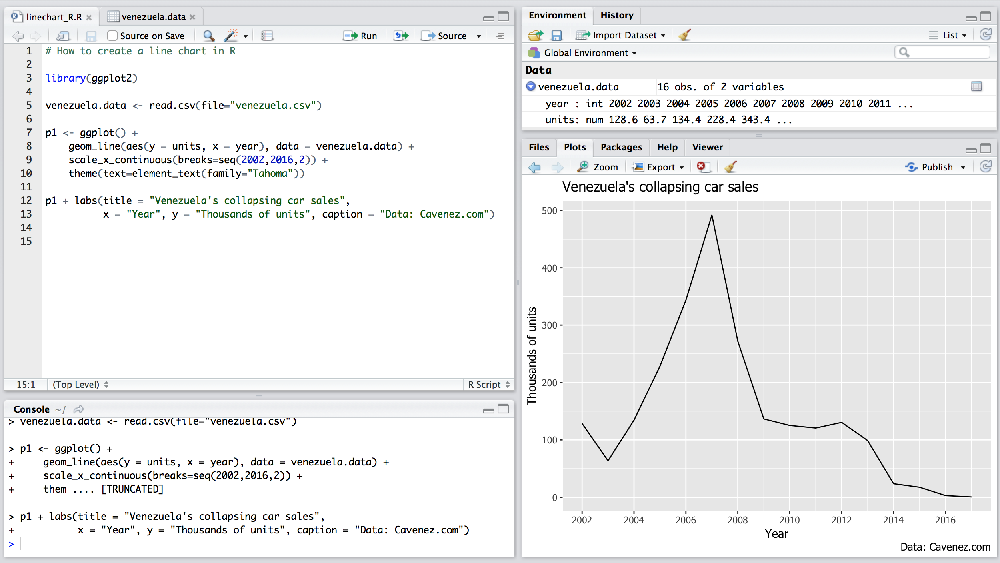 linechart_R.R
venezuela.data
Source on Save
Run
Source
1 # How to create a line chart in R
2
3 library(ggplot2)
4
5 venezuela.data <- read.csv(file="venezuela.csv")
6
7 p1 <- ggplot() +
8     geom_line(aes(y = units, x = year), data = venezuela.data) +
9     scale_x_continuous(breaks=seq(2002,2016,2)) +
10     theme(text=element_text(family="Tahoma"))
11
12 p1 + labs(title = "Venezuela's collapsing car sales",
13           x = "Year", y = "Thousands of units", caption = "Data: Cavenez.com")
14
15
15:1 (Top Level) R Script
Console ~/
> venezuela.data <- read.csv(file="venezuela.csv")
> p1 <- ggplot() +
+     geom_line(aes(y = units, x = year), data = venezuela.data) +
+     scale_x_continuous(breaks=seq(2002,2016,2)) +
+     them .... [TRUNCATED]
> p1 + labs(title = "Venezuela's collapsing car sales",
+           x = "Year", y = "Thousands of units", caption = "Data: Cavenez.com")
>
Environment History
Import Dataset List
Global Environment
Data
venezuela.data 16 obs. of 2 variables
year : int 2002 2003 2004 2005 2006 2007 2008 2009 2010 2011 ...
units: num 128.6 63.7 134.4 228.4 343.4 ...
Files Plots Packages Help Viewer
Zoom Export Publish
Venezuela's collapsing car sales
500
400
300
200
100
0
Thousands of units
2002 2004 2006 2008 2010 2012 2014 2016
Year
Data: Cavenez.com